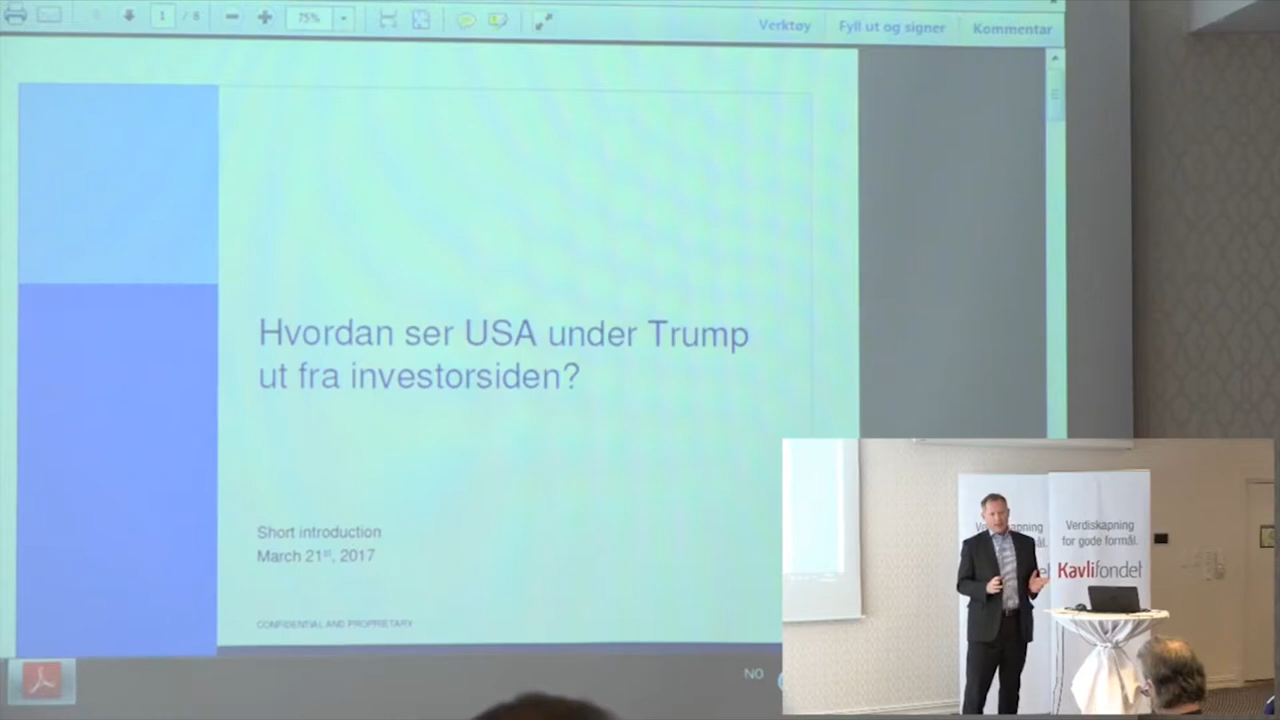 1 / 8
75%
Verktøy
Fyll ut og signer
Kommentar
Hvordan ser USA under Trump
ut fra investorsiden?
Short introduction
March 21st, 2017
CONFIDENTIAL AND PROPRIETARY
NO
Verdiskapning
for gode formål.
Kavlifondet